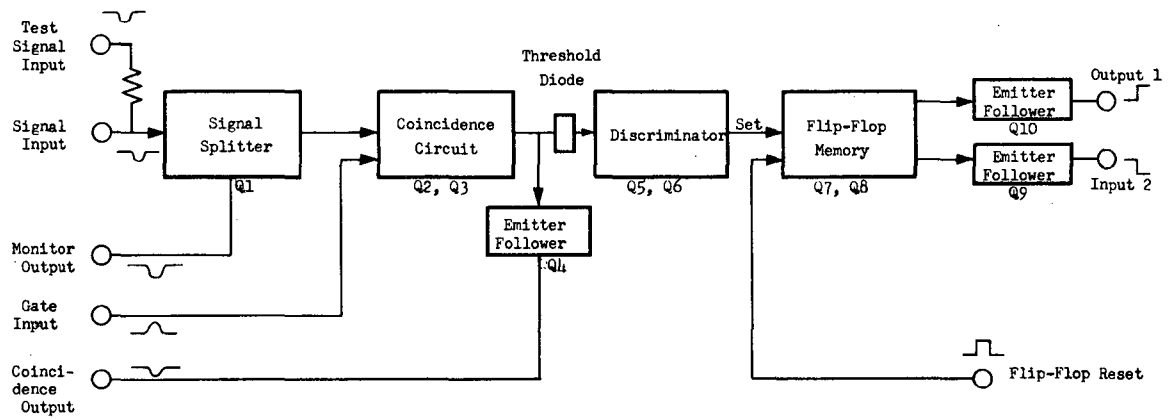 Test
Signal
Input
Signal
Input
Signal
Splitter
Q1
Monitor
Output
Gate
Input
Coinci-
dence
Output
Coincidence
Circuit
Q2, Q3
Emitter
Follower
Q4
Threshold
Diode
Discriminator
Q5, Q6
Set
Flip-Flop
Memory
Q7, Q8
Emitter
Follower
Q10
Output 1
Emitter
Follower
Q9
Input 2
Flip-Flop Reset